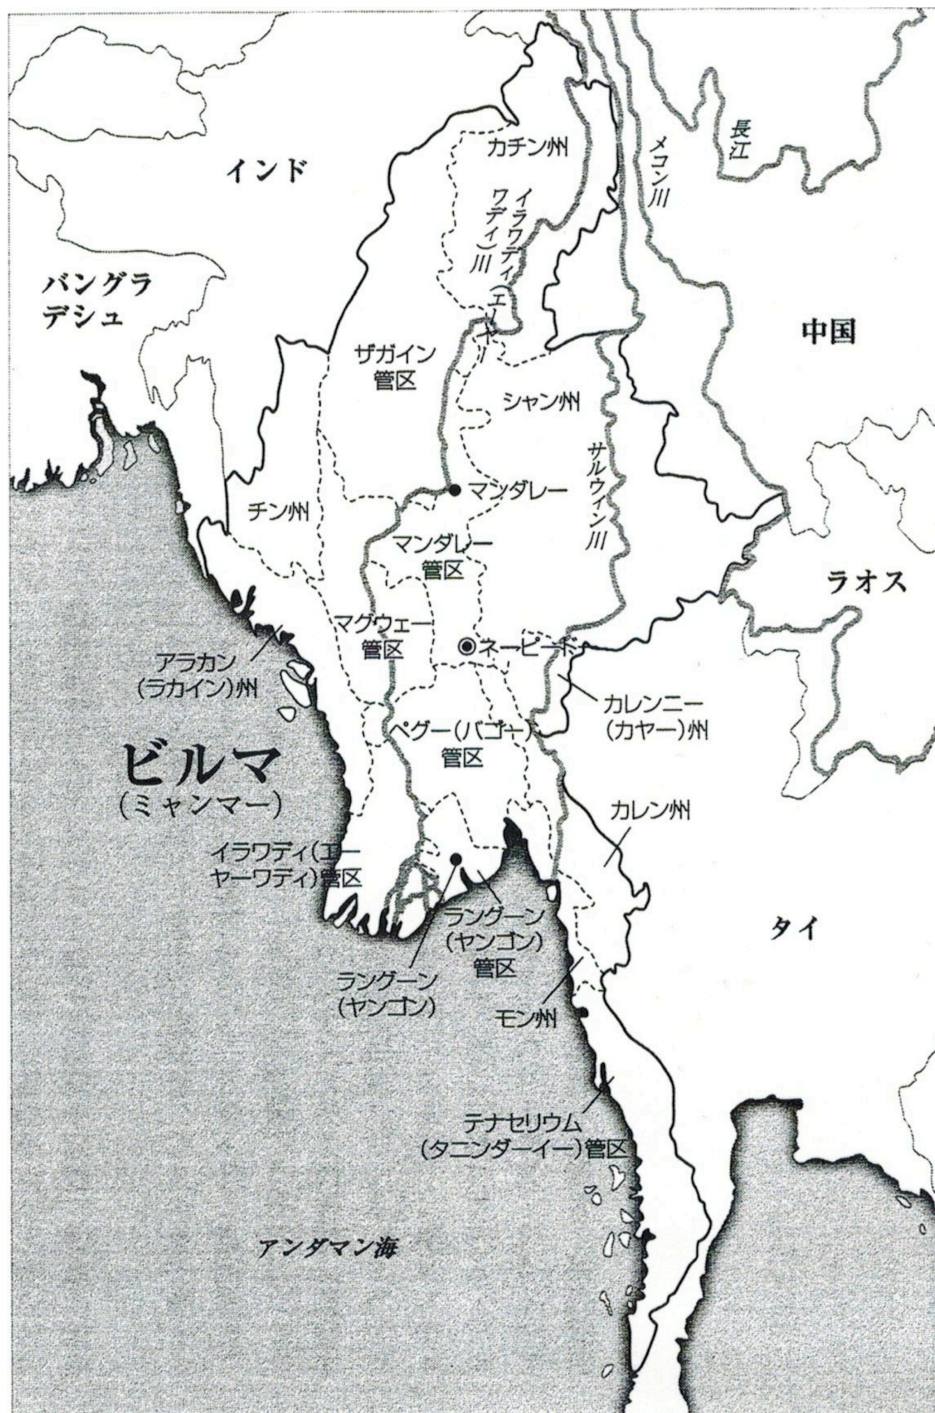 カチン州
長江
メコン川
インド
イラワディ(エーヤー
ワディ)川
バングラ
デシュ
中国
ザガイン
管区
シャン州
サルウィン川
マンダレー
チン州
マンダレー
管区
ラオス
マグウェー
管区
ネーピード
アラカン
(ラカイン)州
カレンニー
(カヤー)州
ペグー(バゴー)
管区
ビルマ
(ミャンマー)
カレン州
イラワディ(エー
ヤーワディ)管区
タイ
ラングーン
(ヤンゴン)
管区
ラングーン
(ヤンゴン)
モン州
テナセリウム
(タニンダーイー)管区
アンダマン海